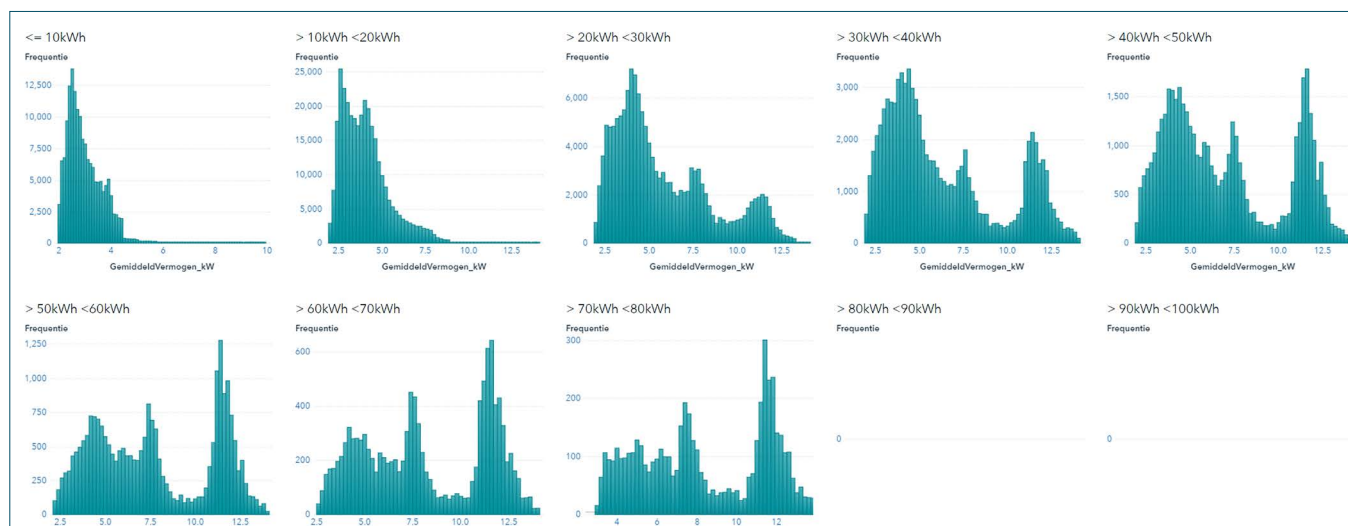 <= 10kWh
Frequentie
12,500
10,000
7,500
5,000
2,500
0
2 4 6 8 10
GemiddeldVermogen_kW
> 10kWh <20kWh
Frequentie
25,000
20,000
15,000
10,000
5,000
0
2.5 5.0 7.5 10.0 12.5
GemiddeldVermogen_kW
> 20kWh <30kWh
Frequentie
6,000
4,000
2,000
0
2.5 5.0 7.5 10.0 12.5
GemiddeldVermogen_kW
> 30kWh <40kWh
Frequentie
3,000
2,000
1,000
0
2.5 5.0 7.5 10.0 12.5
GemiddeldVermogen_kW
> 40kWh <50kWh
Frequentie
1,500
1,000
500
0
2.5 5.0 7.5 10.0 12.5
GemiddeldVermogen_kW
> 50kWh <60kWh
Frequentie
1,250
1,000
750
500
250
0
2.5 5.0 7.5 10.0 12.5
> 60kWh <70kWh
Frequentie
600
400
200
0
2.5 5.0 7.5 10.0 12.5
> 70kWh <80kWh
Frequentie
300
200
100
0
4 6 8 10 12
> 80kWh <90kWh
Frequentie
0
> 90kWh <100kWh
Frequentie
0